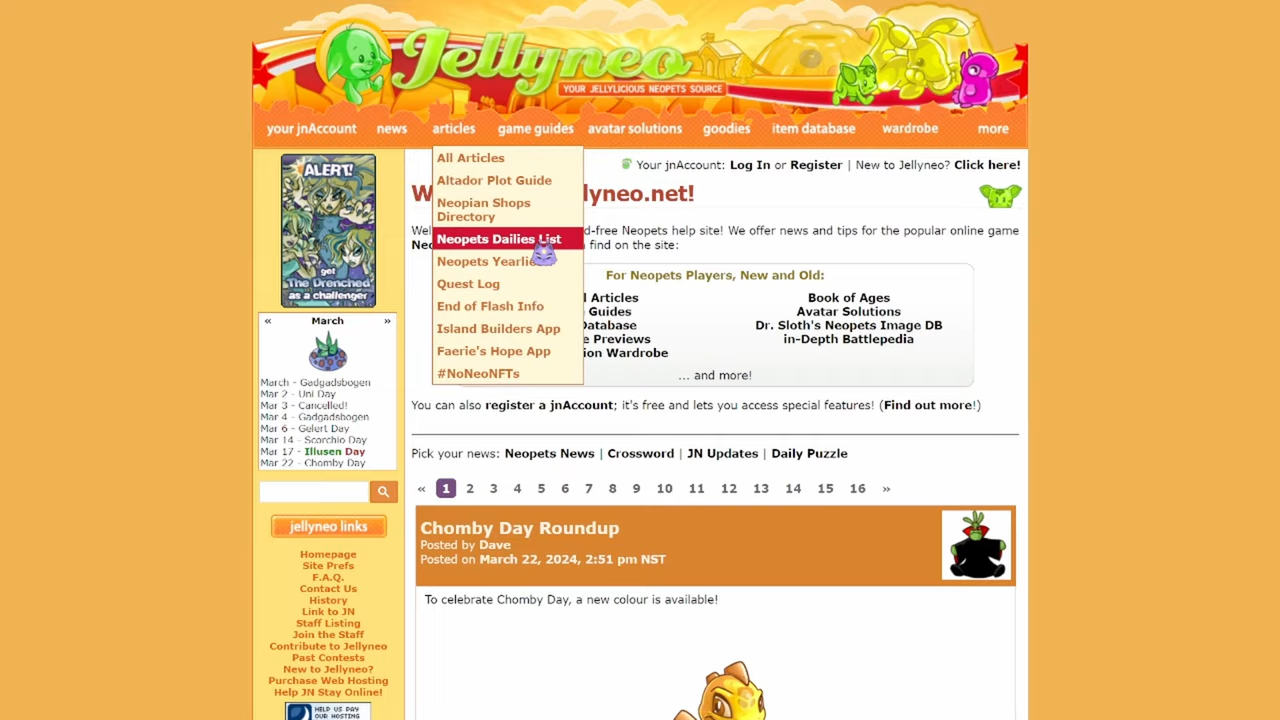 Jellyneo
YOUR JELLYLICIOUS NEOPETS SOURCE
your jnAccount news articles game guides avatar solutions goodies item database wardrobe more
ALERT!
get
The Drenched
as a challenger
« March »
March - Gadgadsbogen
Mar 2 - Uni Day
Mar 3 - Cancelled!
Mar 4 - Gadgadsbogen
Mar 6 - Gelert Day
Mar 14 - Scorchio Day
Mar 17 - Illusen Day
Mar 22 - Chomby Day
jellyneo links
Homepage
Site Prefs
F.A.Q.
Contact Us
History
Link to JN
Staff Listing
Join the Staff
Contribute to Jellyneo
Past Contests
New to Jellyneo?
Purchase Web Hosting
Help JN Stay Online!
HELP US PAY
OUR HOSTING
All Articles
Altador Plot Guide
Neopian Shops
Directory
Neopets Dailies List
Neopets Yearlie
Quest Log
End of Flash Info
Island Builders App
Faerie's Hope App
#NoNeoNFTs
Your jnAccount: Log In or Register | New to Jellyneo? Click here!
W lyneo.net!
Wel d-free Neopets help site! We offer news and tips for the popular online game
Neo find on the site:
For Neopets Players, New and Old:
l Articles
Guides
Database
e Previews
ion Wardrobe
Book of Ages
Avatar Solutions
Dr. Sloth's Neopets Image DB
in-Depth Battlepedia
... and more!
You can also register a jnAccount; it's free and lets you access special features! (Find out more!)
Pick your news: Neopets News | Crossword | JN Updates | Daily Puzzle
« 1 2 3 4 5 6 7 8 9 10 11 12 13 14 15 16 »
Chomby Day Roundup
Posted by Dave
Posted on March 22, 2024, 2:51 pm NST
To celebrate Chomby Day, a new colour is available!